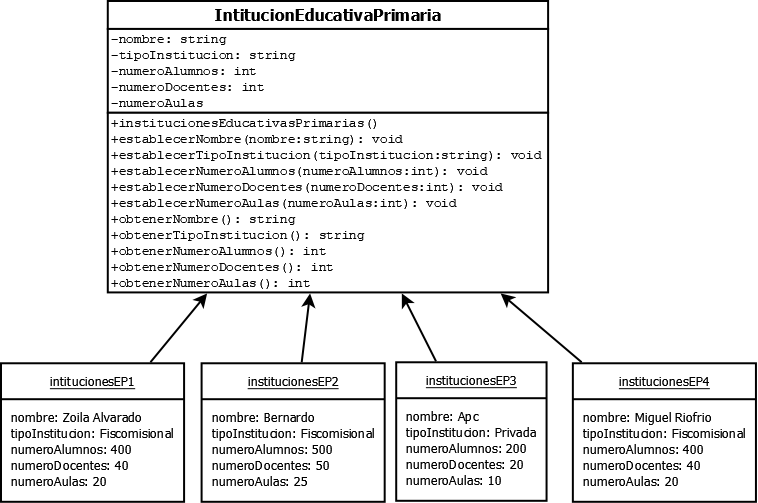 IntitucionEducativaPrimaria
-nombre: string
-tipoInstitucion: string
-numeroAlumnos: int
-numeroDocentes: int
-numeroAulas
+institucionesEducativasPrimarias()
+establecerNombre(nombre:string): void
+establecerTipoInstitucion(tipoInstitucion:string): void
+establecerNumeroAlumnos(numeroAlumnos:int): void
+establecerNumeroDocentes(numeroDocentes:int): void
+establecerNumeroAulas(numeroAulas:int): void
+obtenerNombre(): string
+obtenerTipoInstitucion(): string
+obtenerNumeroAlumnos(): int
+obtenerNumeroDocentes(): int
+obtenerNumeroAulas(): int
intitucionesEP1
nombre: Zoila Alvarado
tipoInstitucion: Fiscomisional
numeroAlumnos: 400
numeroDocentes: 40
numeroAulas: 20
institucionesEP2
nombre: Bernardo
tipoInstitucion: Fiscomisional
numeroAlumnos: 500
numeroDocentes: 50
numeroAulas: 25
institucionesEP3
nombre: Apc
tipoInstitucion: Privada
numeroAlumnos: 200
numeroDocentes: 20
numeroAulas: 10
institucionesEP4
nombre: Miguel Riofrio
tipoInstitucion: Fiscomisional
numeroAlumnos: 400
numeroDocentes: 40
numeroAulas: 20